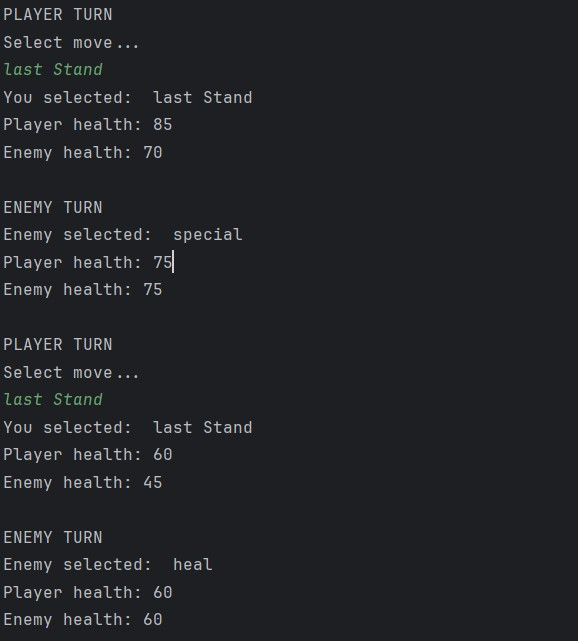 PLAYER TURN
Select move...
last Stand
You selected:  last Stand
Player health: 85
Enemy health: 70
ENEMY TURN
Enemy selected:  special
Player health: 75
Enemy health: 75
PLAYER TURN
Select move...
last Stand
You selected:  last Stand
Player health: 60
Enemy health: 45
ENEMY TURN
Enemy selected:  heal
Player health: 60
Enemy health: 60